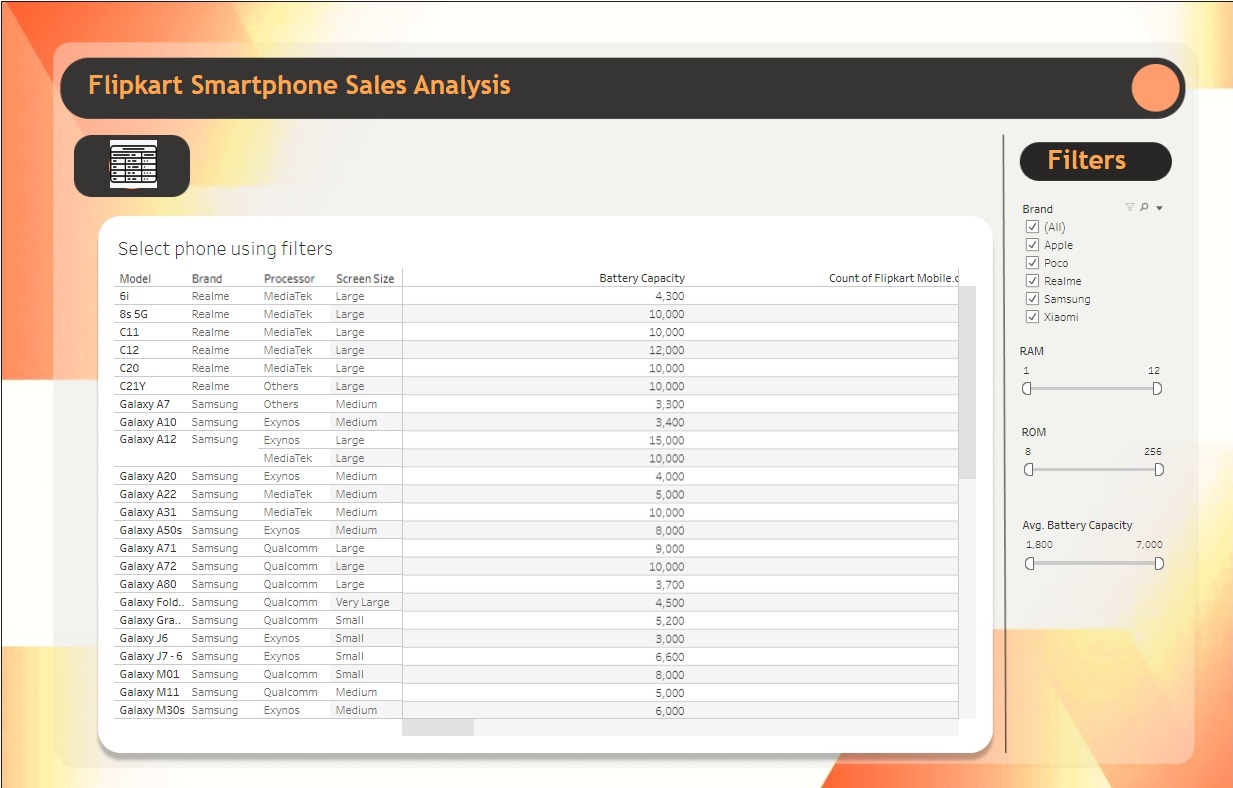 Flipkart Smartphone Sales Analysis
Filters
Select phone using filters
Model Brand Processor Screen Size Battery Capacity Count of Flipkart Mobile.c
6i Realme MediaTek Large 4,300
8s 5G Realme MediaTek Large 10,000
C11 Realme MediaTek Large 10,000
C12 Realme MediaTek Large 12,000
C20 Realme MediaTek Large 10,000
C21Y Realme Others Large 10,000
Galaxy A7 Samsung Others Medium 3,300
Galaxy A10 Samsung Exynos Medium 3,400
Galaxy A12 Samsung Exynos Large 15,000
MediaTek Large 10,000
Galaxy A20 Samsung Exynos Medium 4,000
Galaxy A22 Samsung MediaTek Medium 5,000
Galaxy A31 Samsung MediaTek Medium 10,000
Galaxy A50s Samsung Exynos Medium 8,000
Galaxy A71 Samsung Qualcomm Large 9,000
Galaxy A72 Samsung Qualcomm Large 10,000
Galaxy A80 Samsung Qualcomm Large 3,700
Galaxy Fold.. Samsung Qualcomm Very Large 4,500
Galaxy Gra.. Samsung Qualcomm Small 5,200
Galaxy J6 Samsung Exynos Small 3,000
Galaxy J7 - 6 Samsung Exynos Small 6,600
Galaxy M01 Samsung Qualcomm Small 8,000
Galaxy M11 Samsung Qualcomm Medium 5,000
Galaxy M30s Samsung Exynos Medium 6,000
Brand
(All)
Apple
Poco
Realme
Samsung
Xiaomi
RAM
1 12
ROM
8 256
Avg. Battery Capacity
1,800 7,000